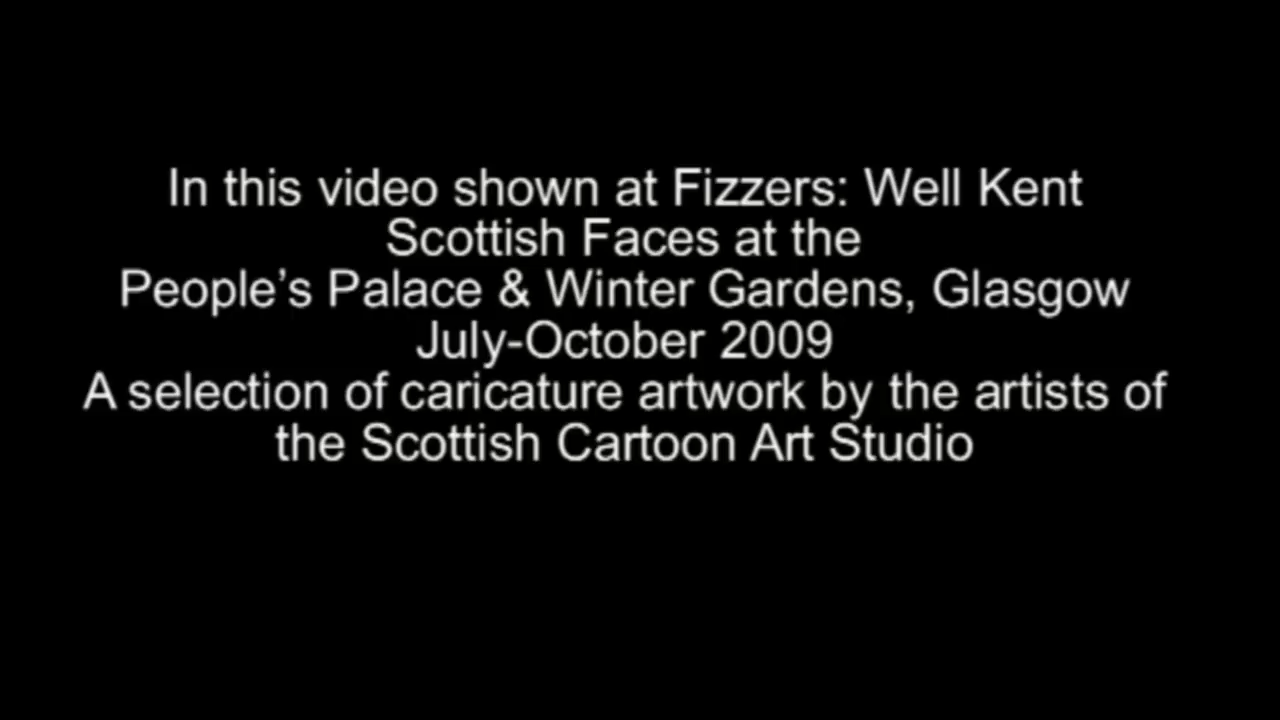 In this video shown at Fizzers: Well Kent
Scottish Faces at the
People’s Palace & Winter Gardens, Glasgow
July-October 2009
A selection of caricature artwork by the artists of
the Scottish Cartoon Art Studio